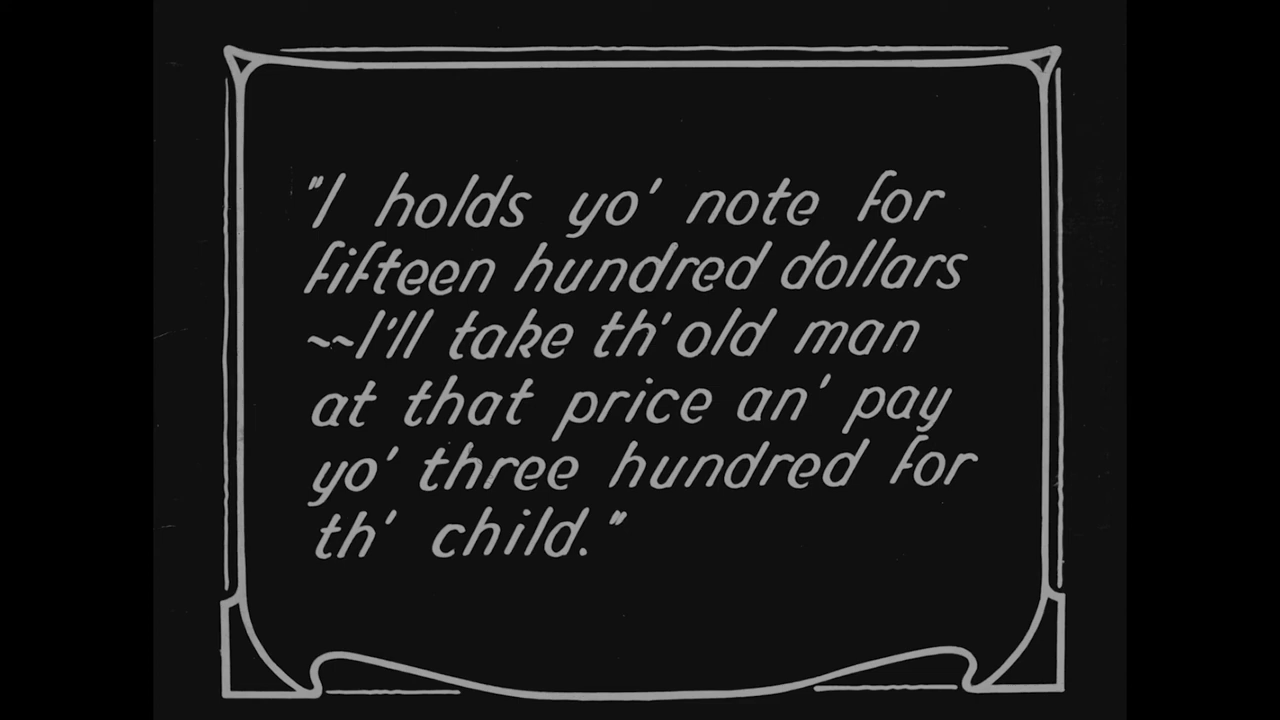 "I holds yo' note for
fifteen hundred dollars
~~I'll take th' old man
at that price an' pay
yo' three hundred for
th' child."